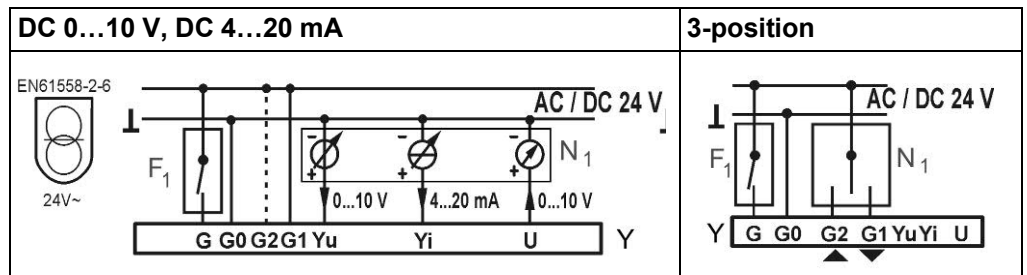 DC 0…10 V, DC 4…20 mA
3-position
EN61558-2-6
24V~
AC / DC 24 V
F1
N1
0...10 V
4...20 mA
0...10 V
G G0 G2 G1 Yu Yi U
Y
AC / DC 24 V
F1
N1
Y
G G0 G2 G1 Yu Yi U